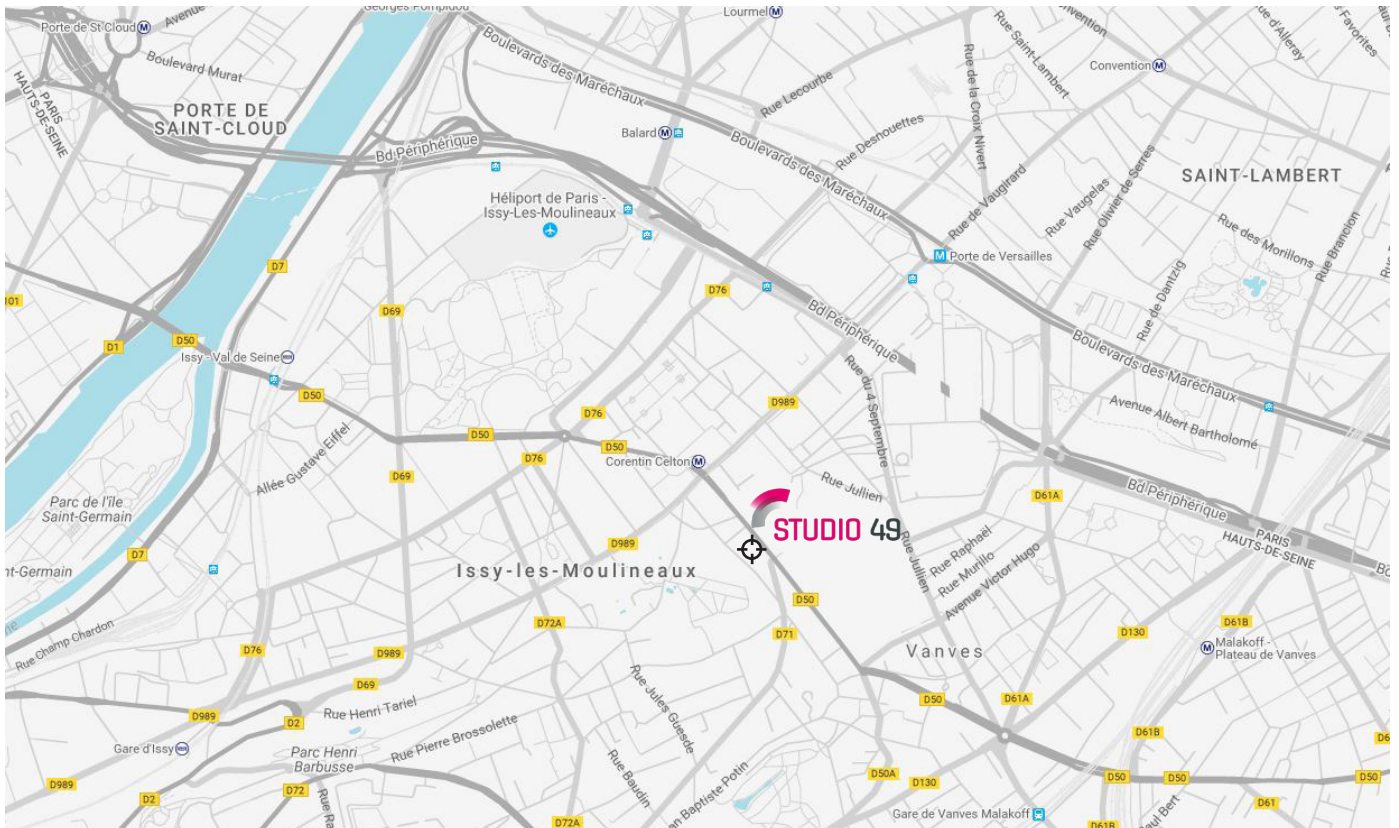 Georges Pompidou
Lourmel M
Porte de St Cloud M
Avenue
Convention
Rue d'Alleray
Favorites
Boulevard Murat
Boulevards des Maréchaux
Rue Saint-Lambert
Rue de la Croix Nivert
Convention M
PARIS
HAUTS-DE-SEINE
PORTE DE
SAINT-CLOUD
Rue Lecourbe
Bd Périphérique
Balard M
Boulevards des Maréchaux
Rue Desnouettes
Rue de Vaugirard
Rue Vaugelas
Rue Olivier de Serres
SAINT-LAMBERT
Héliport de Paris -
Issy-Les-Moulineaux
Rue des Morillons
Rue Brancion
M Porte de Versailles
D7
D76
Rue de Dantzig
101
D69
Bd Périphérique
D1
D50
Issy - Val de Seine
Boulevards des Maréchaux
Rue du 4 Septembre
D50
D76
D989
Avenue Albert Bartholomé
D50
D50
Allée Gustave Eiffel
D76
Corentin Celton M
D69
Rue Jullien
D61A
Bd Périphérique
Parc de l'île
Saint-Germain
STUDIO 49
PARIS
HAUTS-DE-SEINE
D7
D989
Rue Jullien
Rue Raphaël
Rue Murillo
Avenue Victor Hugo
nt-Germain
Issy-les-Moulineaux
D50
Rue Champ Chardon
D72A
D71
D130
D61B
D76
D989
Vanves
M Malakoff -
Plateau de Vanves
D69
Rue Jules Guesde
D50
D61A
D989
D2
Rue Henri Tariel
Rue Pierre Brossolette
D61B
Gare d'Issy
Parc Henri
Barbusse
Rue Baudin
Baptiste Potin
D50A
D130
D50
D50
D50
D989
D2
D72
D72A
Gare de Vanves Malakoff
D61B
D61